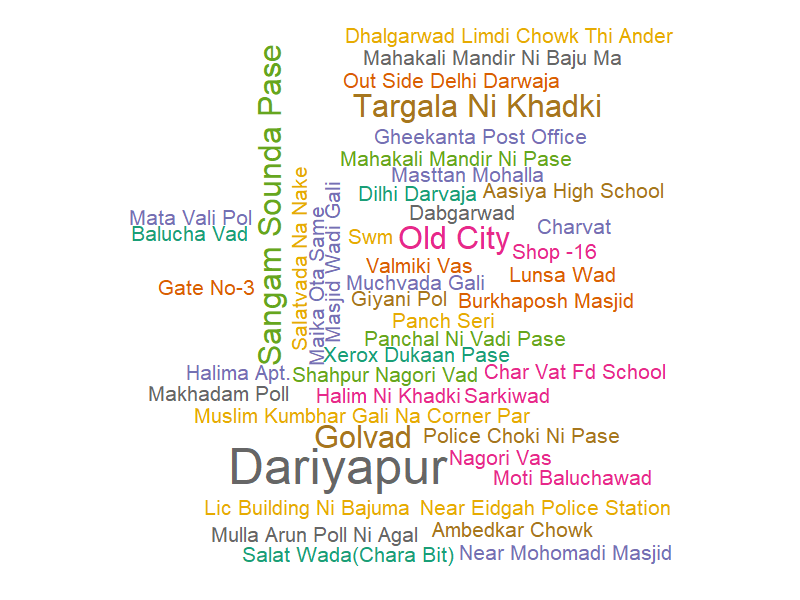 Dhalgarwad Limdi Chowk Thi Ander
Mahakali Mandir Ni Baju Ma
Out Side Delhi Darwaja
Targala Ni Khadki
Gheekanta Post Office
Mahakali Mandir Ni Pase
Masttan Mohalla
Dilhi Darvaja
Aasiya High School
Dabgarwad
Sangam Sounda Pase
Salatvada Na Nake
Maika Ota Same
Masjid Wadi Gali
Mata Vali Pol
Balucha Vad
Swm
Old City
Charvat
Shop -16
Valmiki Vas
Lunsa Wad
Gate No-3
Muchvada Gali
Giyani Pol
Burkhaposh Masjid
Panch Seri
Panchal Ni Vadi Pase
Xerox Dukaan Pase
Halima Apt.
Shahpur Nagori Vad
Char Vat Fd School
Makhadam Poll
Halim Ni Khadki
Sarkiwad
Muslim Kumbhar Gali Na Corner Par
Golvad
Police Choki Ni Pase
Dariyapur
Nagori Vas
Moti Baluchawad
Lic Building Ni Bajuma
Near Eidgah Police Station
Mulla Arun Poll Ni Agal
Ambedkar Chowk
Salat Wada(Chara Bit)
Near Mohomadi Masjid